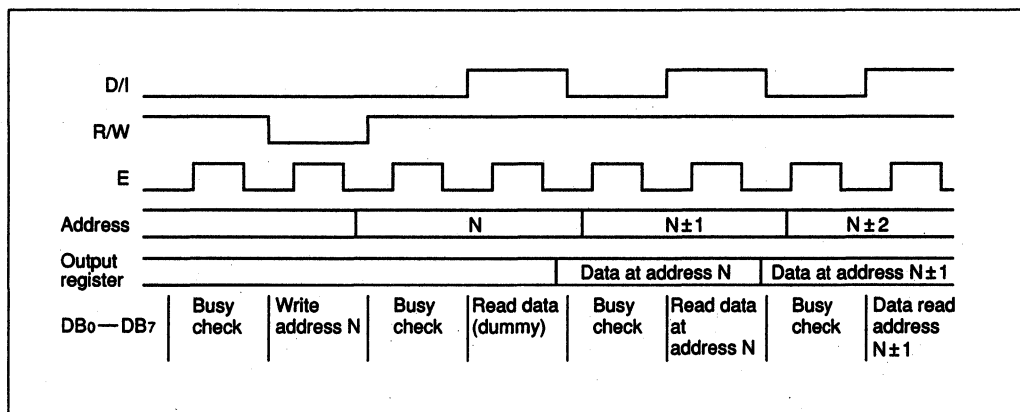 D/I
R/W
E
Address N N±1 N±2
Output
register Data at address N Data at address N±1
DB0—DB7 Busy check Write address N Busy check Read data (dummy) Busy check Read data at address N Busy check Data read address N±1